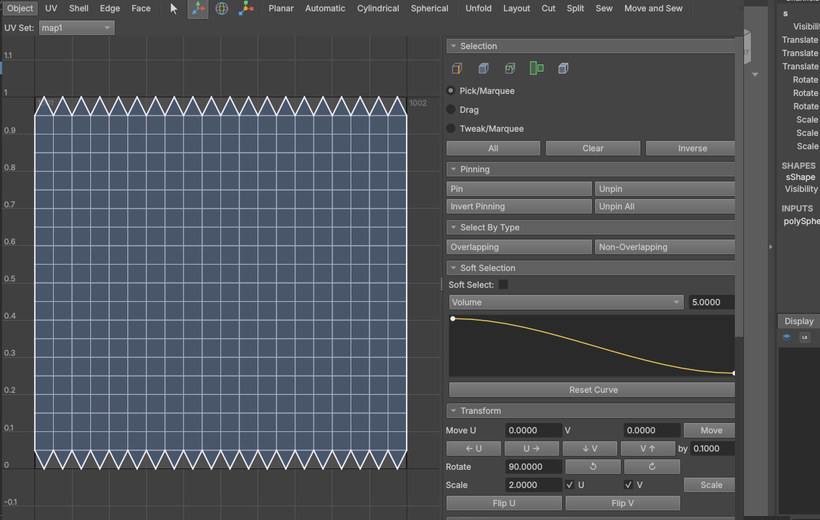 Object UV Shell Edge Face Planar Automatic Cylindrical Spherical Unfold Layout Cut Split Sew Move and Sew
UV Set: map1
1.1
1
0.9
0.8
0.7
0.6
0.5
0.4
0.3
0.2
0.1
0
-0.1
1002
Selection
Pick/Marquee
Drag
Tweak/Marquee
All Clear Inverse
Pinning
Pin Unpin
Invert Pinning Unpin All
Select By Type
Overlapping Non-Overlapping
Soft Selection
Soft Select:
Volume 5.0000
Reset Curve
Transform
Move U 0.0000 V 0.0000 Move
← U U → ↓ V V ↑ by 0.1000
Rotate 90.0000
Scale 2.0000 U V Scale
Flip U Flip V
s
Visibili
Translate
Translate
Translate
Rotate
Rotate
Rotate
Scale
Scale
Scale
SHAPES
sShape
Visibility
INPUTS
polySphe
Display